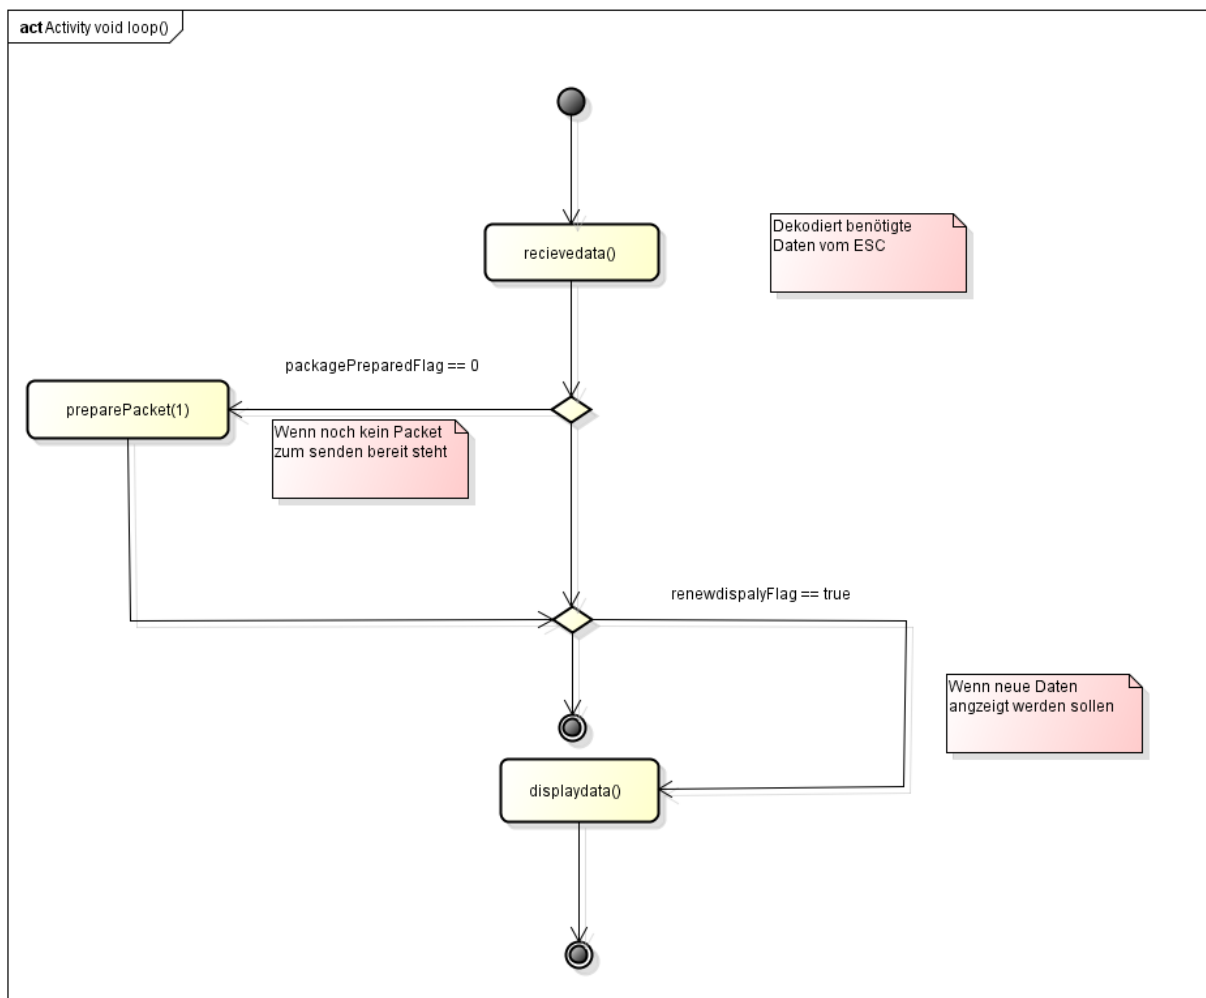 act Activity void loop()
recievedata()
Dekodiert benötigte
Daten vom ESC
packagePreparedFlag == 0
preparePacket(1)
Wenn noch kein Packet
zum senden bereit steht
renewdispalyFlag == true
Wenn neue Daten
angzeigt werden sollen
displaydata()